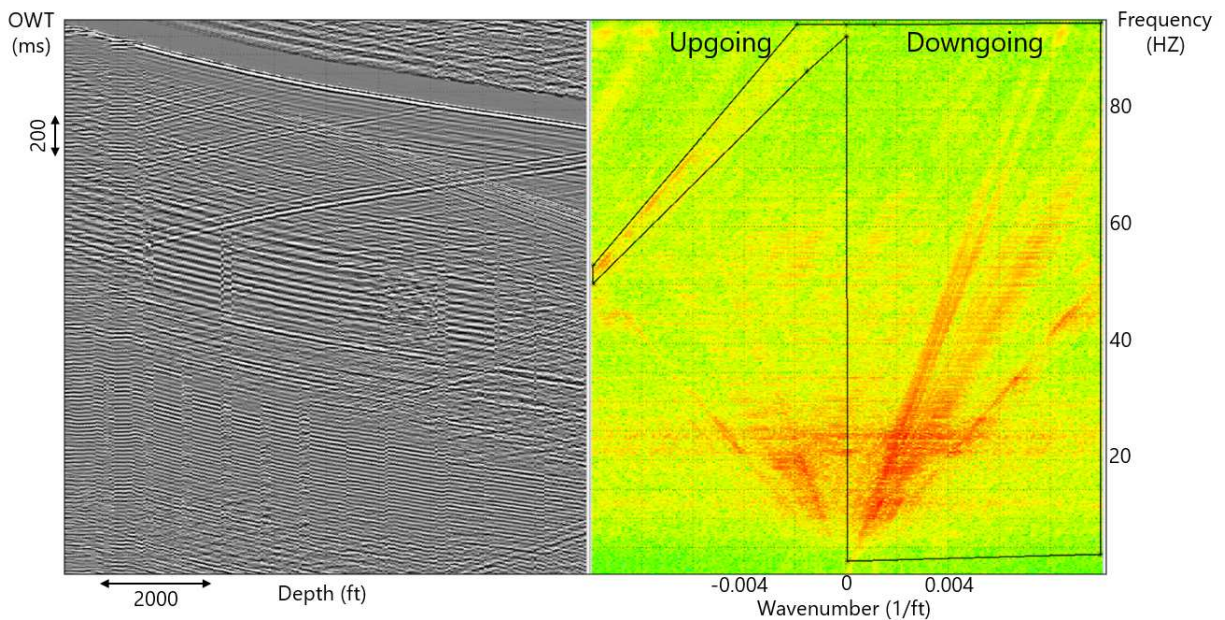 OWT
(ms)
200
2000
Depth (ft)
Upgoing
Downgoing
Frequency
(HZ)
80
60
40
20
-0.004
0
0.004
Wavenumber (1/ft)